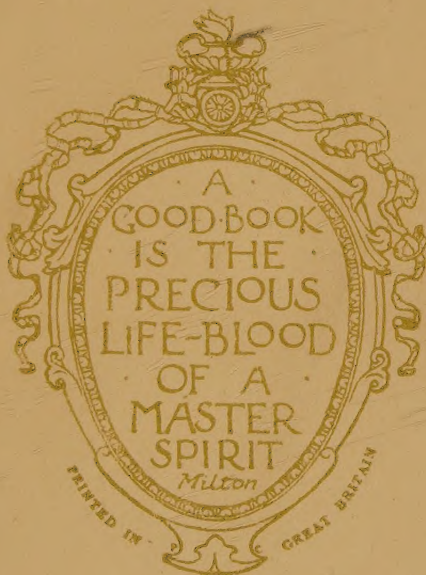 · A ·
GOOD·BOOK
· IS THE ·
PRECIOUS
LIFE-BLOOD
· OF A ·
MASTER
SPIRIT
Milton
PRINTED IN GREAT BRITAIN